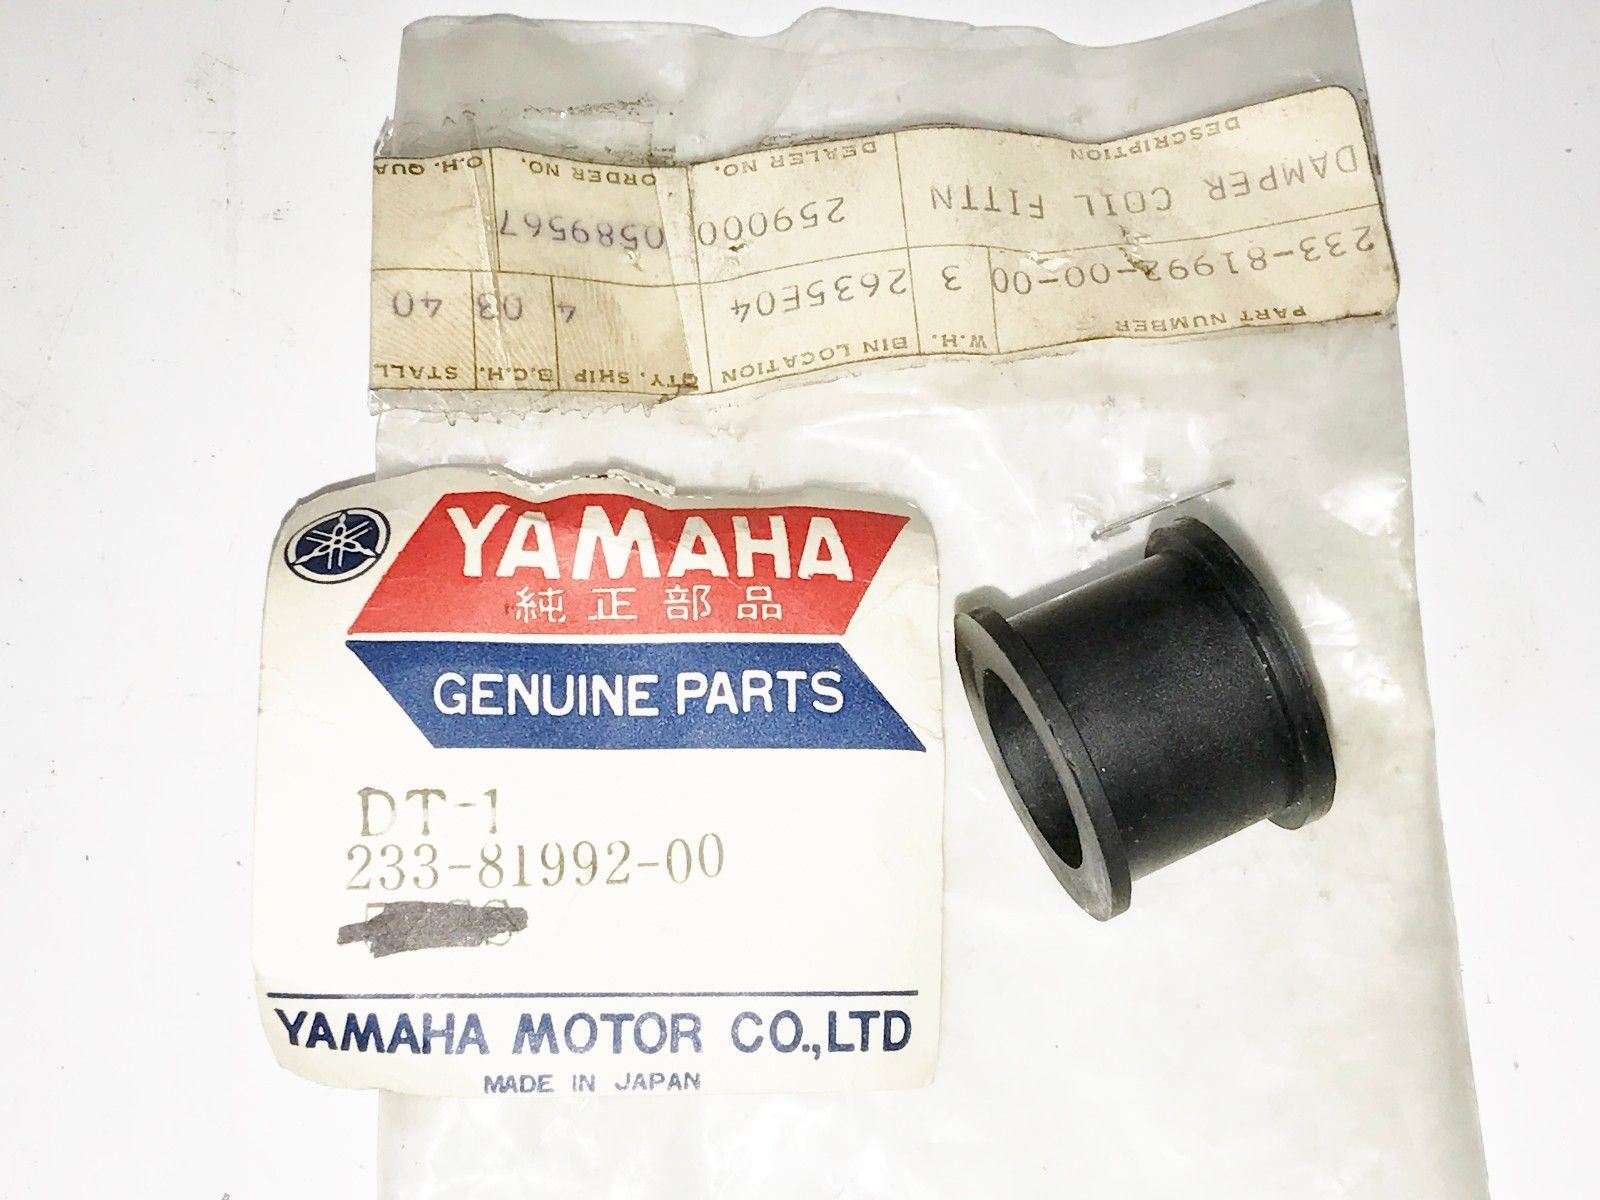 PART NUMBER W.H. BIN LOCATION QTY. SHIP B.C.H. STALL
233-81992-00-00 3 2635E04 4 03 40
DESCRIPTION DEALER NO. ORDER NO. O.H. QUA
DAMPER COIL FITTN 259000 0589567
YAMAHA
純正部品
GENUINE PARTS
DT-1
233-81992-00
YAMAHA MOTOR CO.,LTD
MADE IN JAPAN